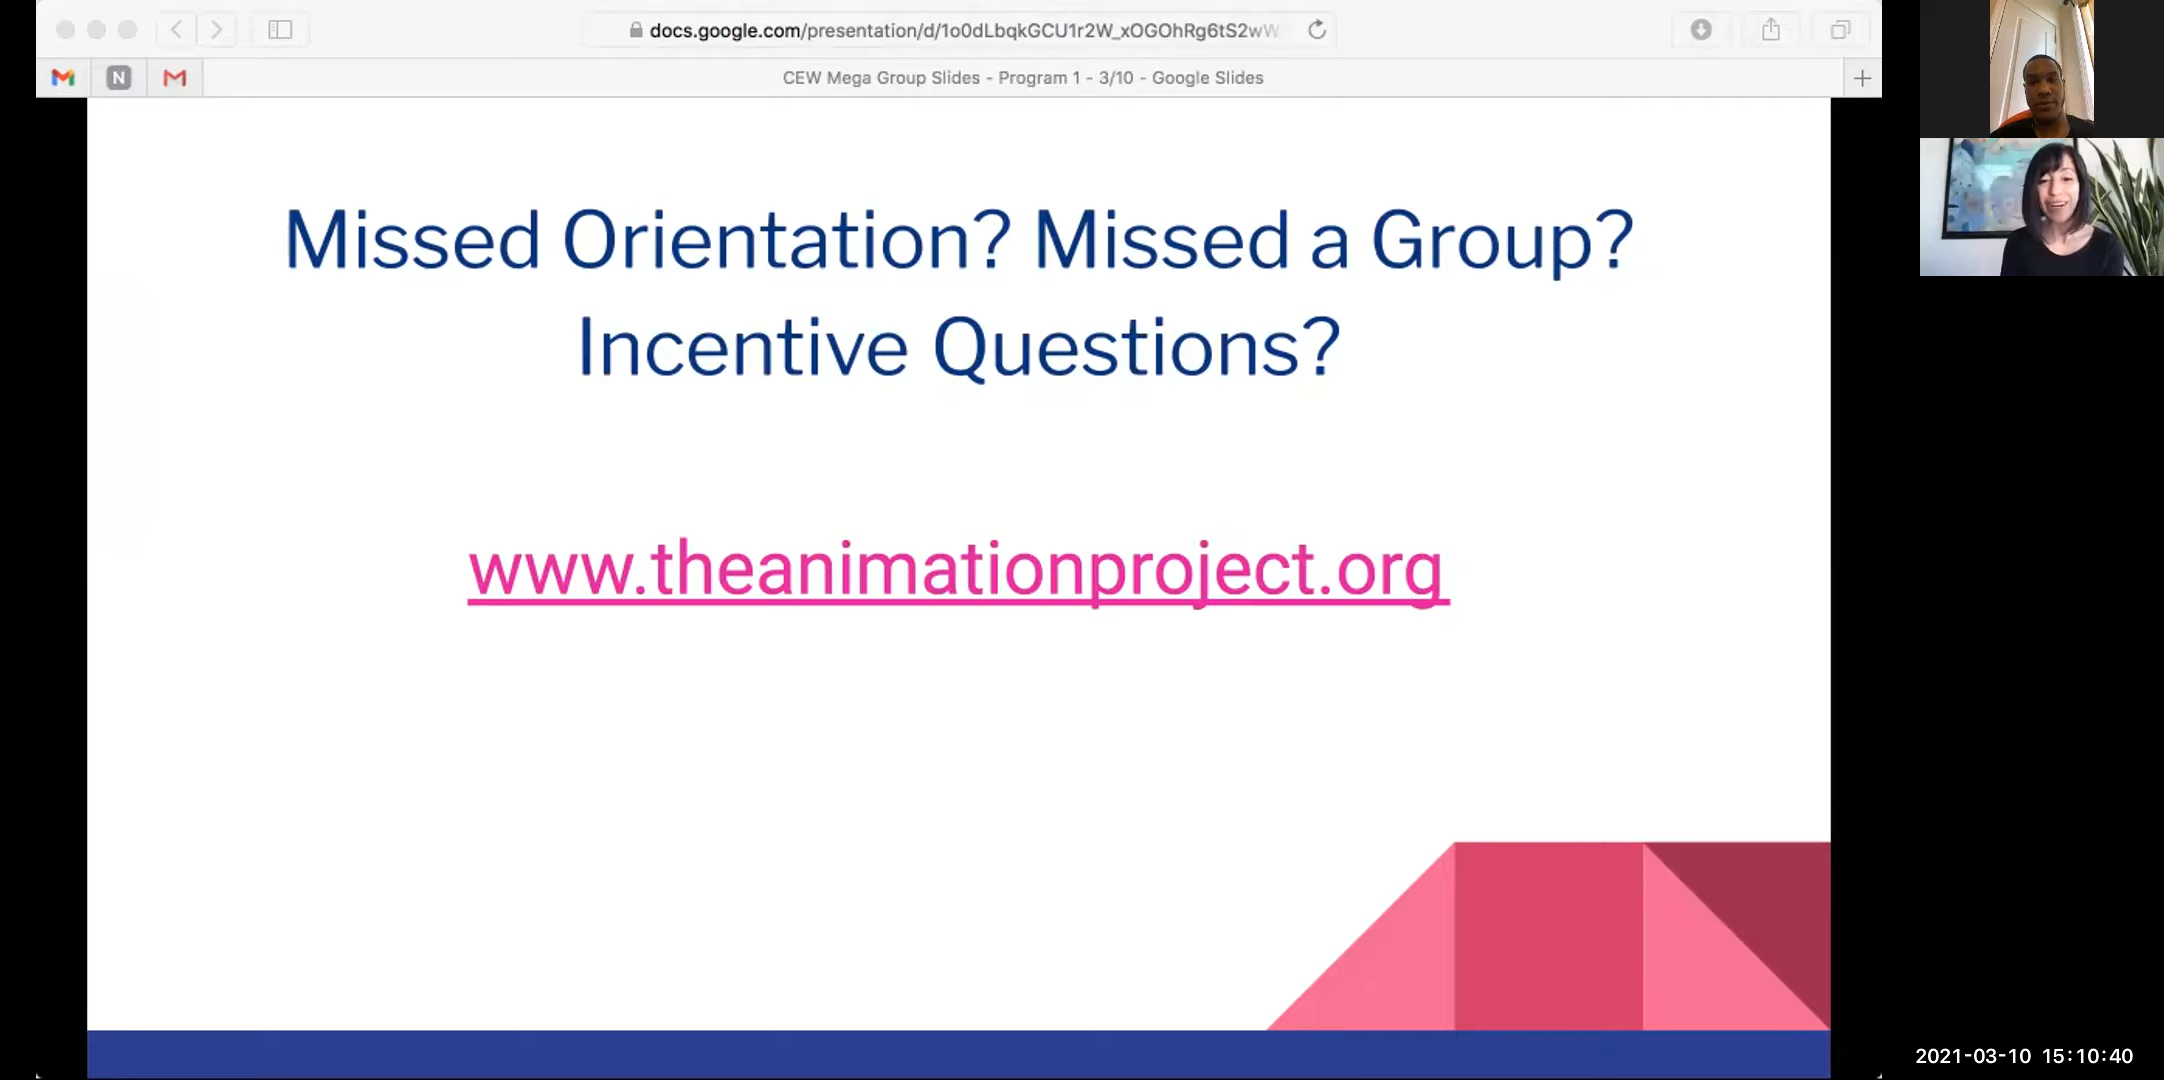 docs.google.com/presentation/d/1o0dLbqkGCU1r2W_xOGOhRg6tS2wW
N
CEW Mega Group Slides - Program 1 - 3/10 - Google Slides
Missed Orientation? Missed a Group?
Incentive Questions?
www.theanimationproject.org
2021-03-10 15:10:40